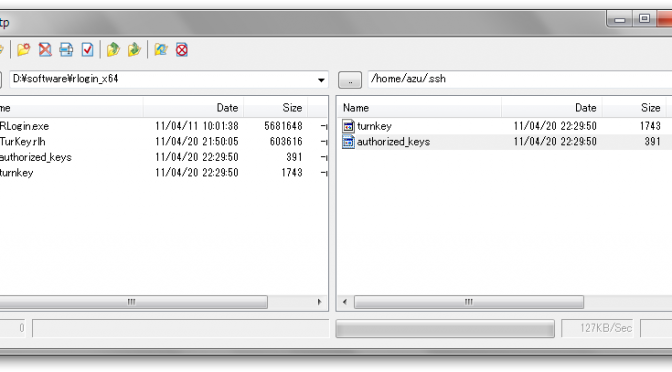 tp
D:¥software¥rlogin_x64
.. /home/azu/.ssh
me Date Size
Name Date Size
RLogin.exe 11/04/11 10:01:38 5681648
TurKey.rlh 11/04/20 21:50:05 603616
authorized_keys 11/04/20 22:29:50 391
turnkey 11/04/20 22:29:50 1743
turnkey 11/04/20 22:29:50 1743
authorized_keys 11/04/20 22:29:50 391
0
127KB/Sec